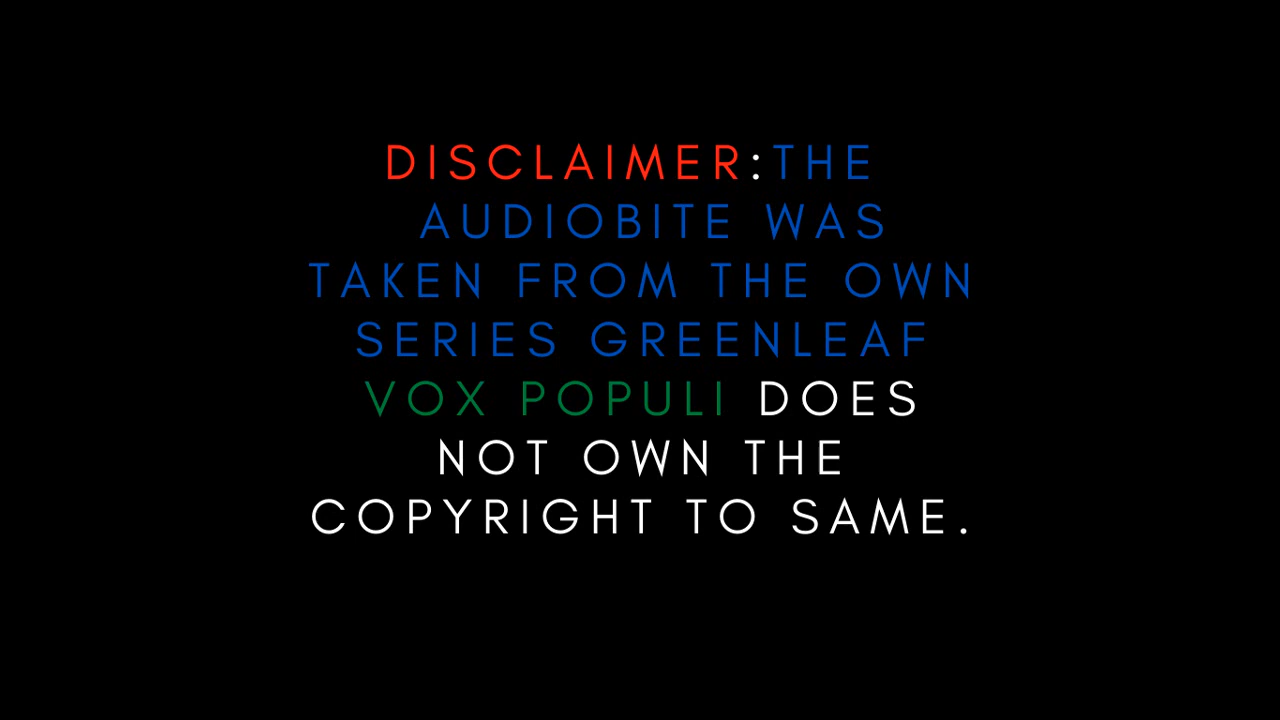 DISCLAIMER:THE
AUDIOBITE WAS
TAKEN FROM THE OWN
SERIES GREENLEAF
VOX POPULI DOES
NOT OWN THE
COPYRIGHT TO SAME.